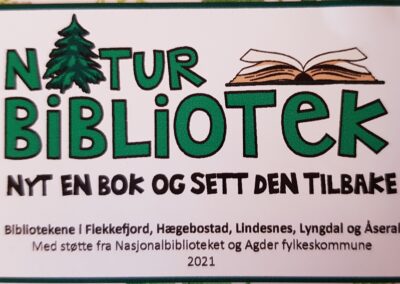 NATUR
BIBLIOTEK
NYT EN BOK OG SETT DEN TILBAKE
Bibliotekene i Flekkefjord, Hægebostad, Lindesnes, Lyngdal og Åseral
Med støtte fra Nasjonalbiblioteket og Agder fylkeskommune
2021